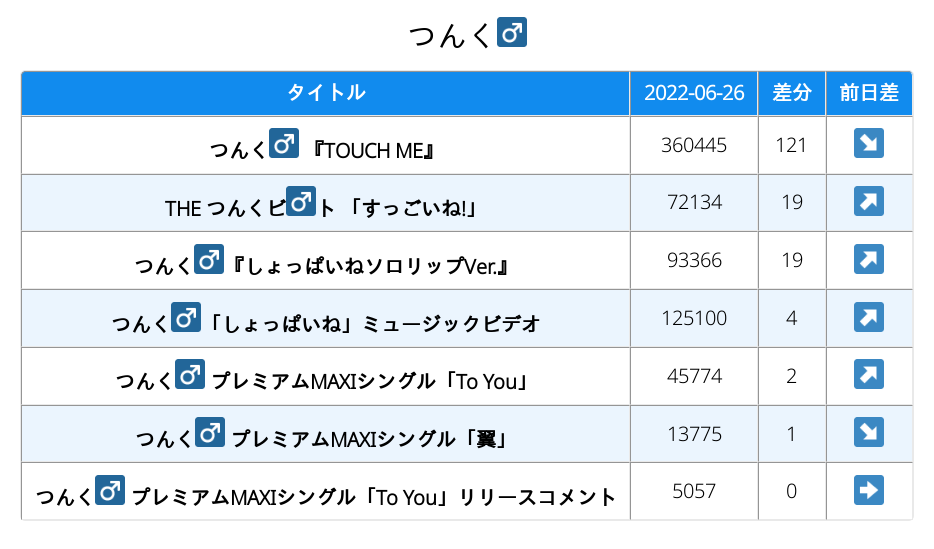 つんく♂
タイトル 2022-06-26 差分 前日差
つんく♂ 『TOUCH ME』 360445 121 ↘
THE つんくビ♂ト 「すっごいね!」 72134 19 ↗
つんく♂『しょっぱいねソロリップVer.』 93366 19 ↗
つんく♂「しょっぱいね」ミュージックビデオ 125100 4 ↗
つんく♂ プレミアムMAXIシングル「To You」 45774 2 ↗
つんく♂ プレミアムMAXIシングル「翼」 13775 1 ↘
つんく♂ プレミアムMAXIシングル「To You」リリースコメント 5057 0 ➡